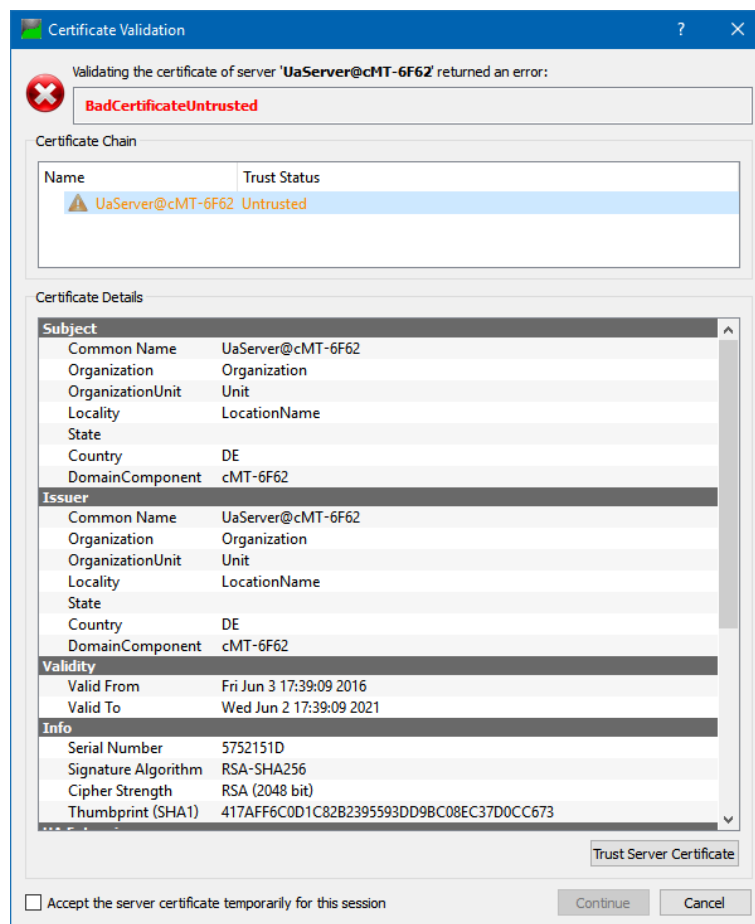 Certificate Validation ?
Validating the certificate of server 'UaServer@cMT-6F62' returned an error:
BadCertificateUntrusted
Certificate Chain
Name Trust Status
UaServer@cMT-6F62 Untrusted
Certificate Details
Subject
Common Name UaServer@cMT-6F62
Organization Organization
OrganizationUnit Unit
Locality LocationName
State
Country DE
DomainComponent cMT-6F62
Issuer
Common Name UaServer@cMT-6F62
Organization Organization
OrganizationUnit Unit
Locality LocationName
State
Country DE
DomainComponent cMT-6F62
Validity
Valid From Fri Jun 3 17:39:09 2016
Valid To Wed Jun 2 17:39:09 2021
Info
Serial Number 5752151D
Signature Algorithm RSA-SHA256
Cipher Strength RSA (2048 bit)
Thumbprint (SHA1) 417AFF6C0D1C82B2395593DD9BC08EC37D0CC673
Trust Server Certificate
Accept the server certificate temporarily for this session
Continue Cancel